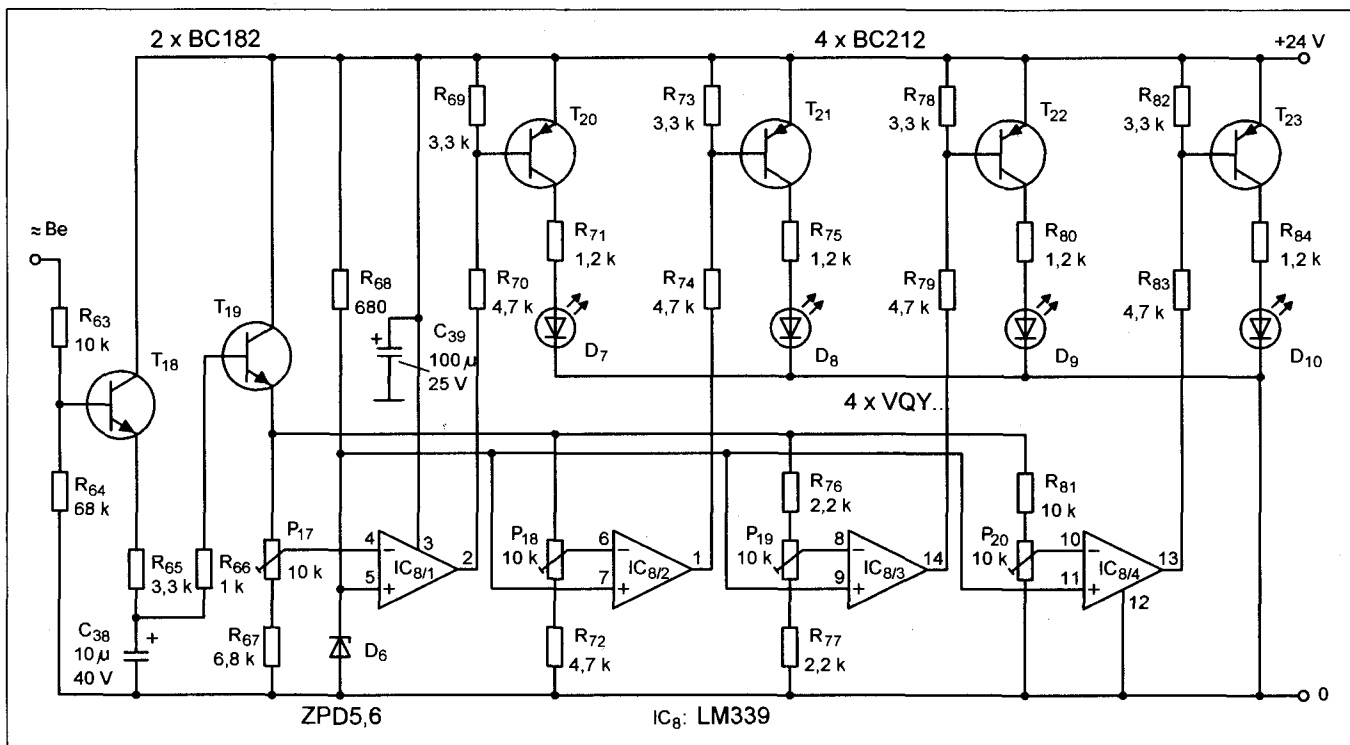 2 x BC182
4 x BC212
+24 V
R69
3,3 k
T20
R73
3,3 k
T21
R78
3,3 k
T22
R82
3,3 k
T23
≈ Be
R63
10 k
T18
T19
R68
680
R70
4,7 k
R71
1,2 k
R74
4,7 k
R75
1,2 k
R79
4,7 k
R80
1,2 k
R83
4,7 k
R84
1,2 k
+
C39
100 µ
25 V
D7
D8
D9
D10
4 x VQY..
R64
68 k
R65
3,3 k
R66
1 k
P17
10 k
4
-
3
2
5
+
IC8/1
P18
10 k
6
-
1
7
+
IC8/2
R76
2,2 k
P19
10 k
8
-
14
9
+
IC8/3
R81
10 k
P20
10 k
10
-
13
11
+
12
IC8/4
C38
10 µ
40 V
+
R67
6,8 k
D6
R72
4,7 k
R77
2,2 k
0
ZPD5,6
IC8: LM339